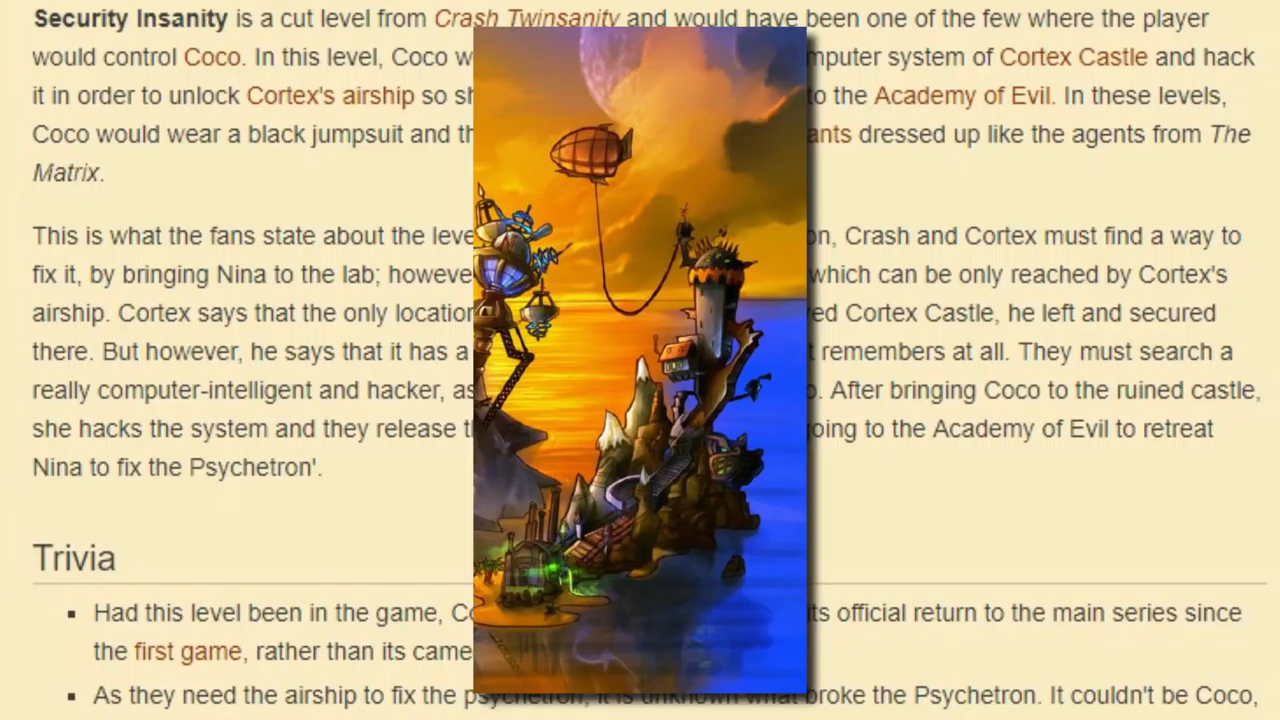 Security Insanity is a cut level from Crash Twinsanity and would have been one of the few where the player
would control Coco. In this level, Coco w mputer system of Cortex Castle and hack
it in order to unlock Cortex's airship so sh to the Academy of Evil. In these levels,
Coco would wear a black jumpsuit and th ants dressed up like the agents from The
Matrix.
This is what the fans state about the leve on, Crash and Cortex must find a way to
fix it, by bringing Nina to the lab; howeve which can be only reached by Cortex's
airship. Cortex says that the only location ed Cortex Castle, he left and secured
there. But however, he says that it has a t remembers at all. They must search a
really computer-intelligent and hacker, as o. After bringing Coco to the ruined castle,
she hacks the system and they release t going to the Academy of Evil to retreat
Nina to fix the Psychetron'.
Trivia
▪ Had this level been in the game, Co its official return to the main series since
the first game, rather than its came
▪ As they need the airship to fix the psychetron, it is unknown what broke the Psychetron. It couldn't be Coco,